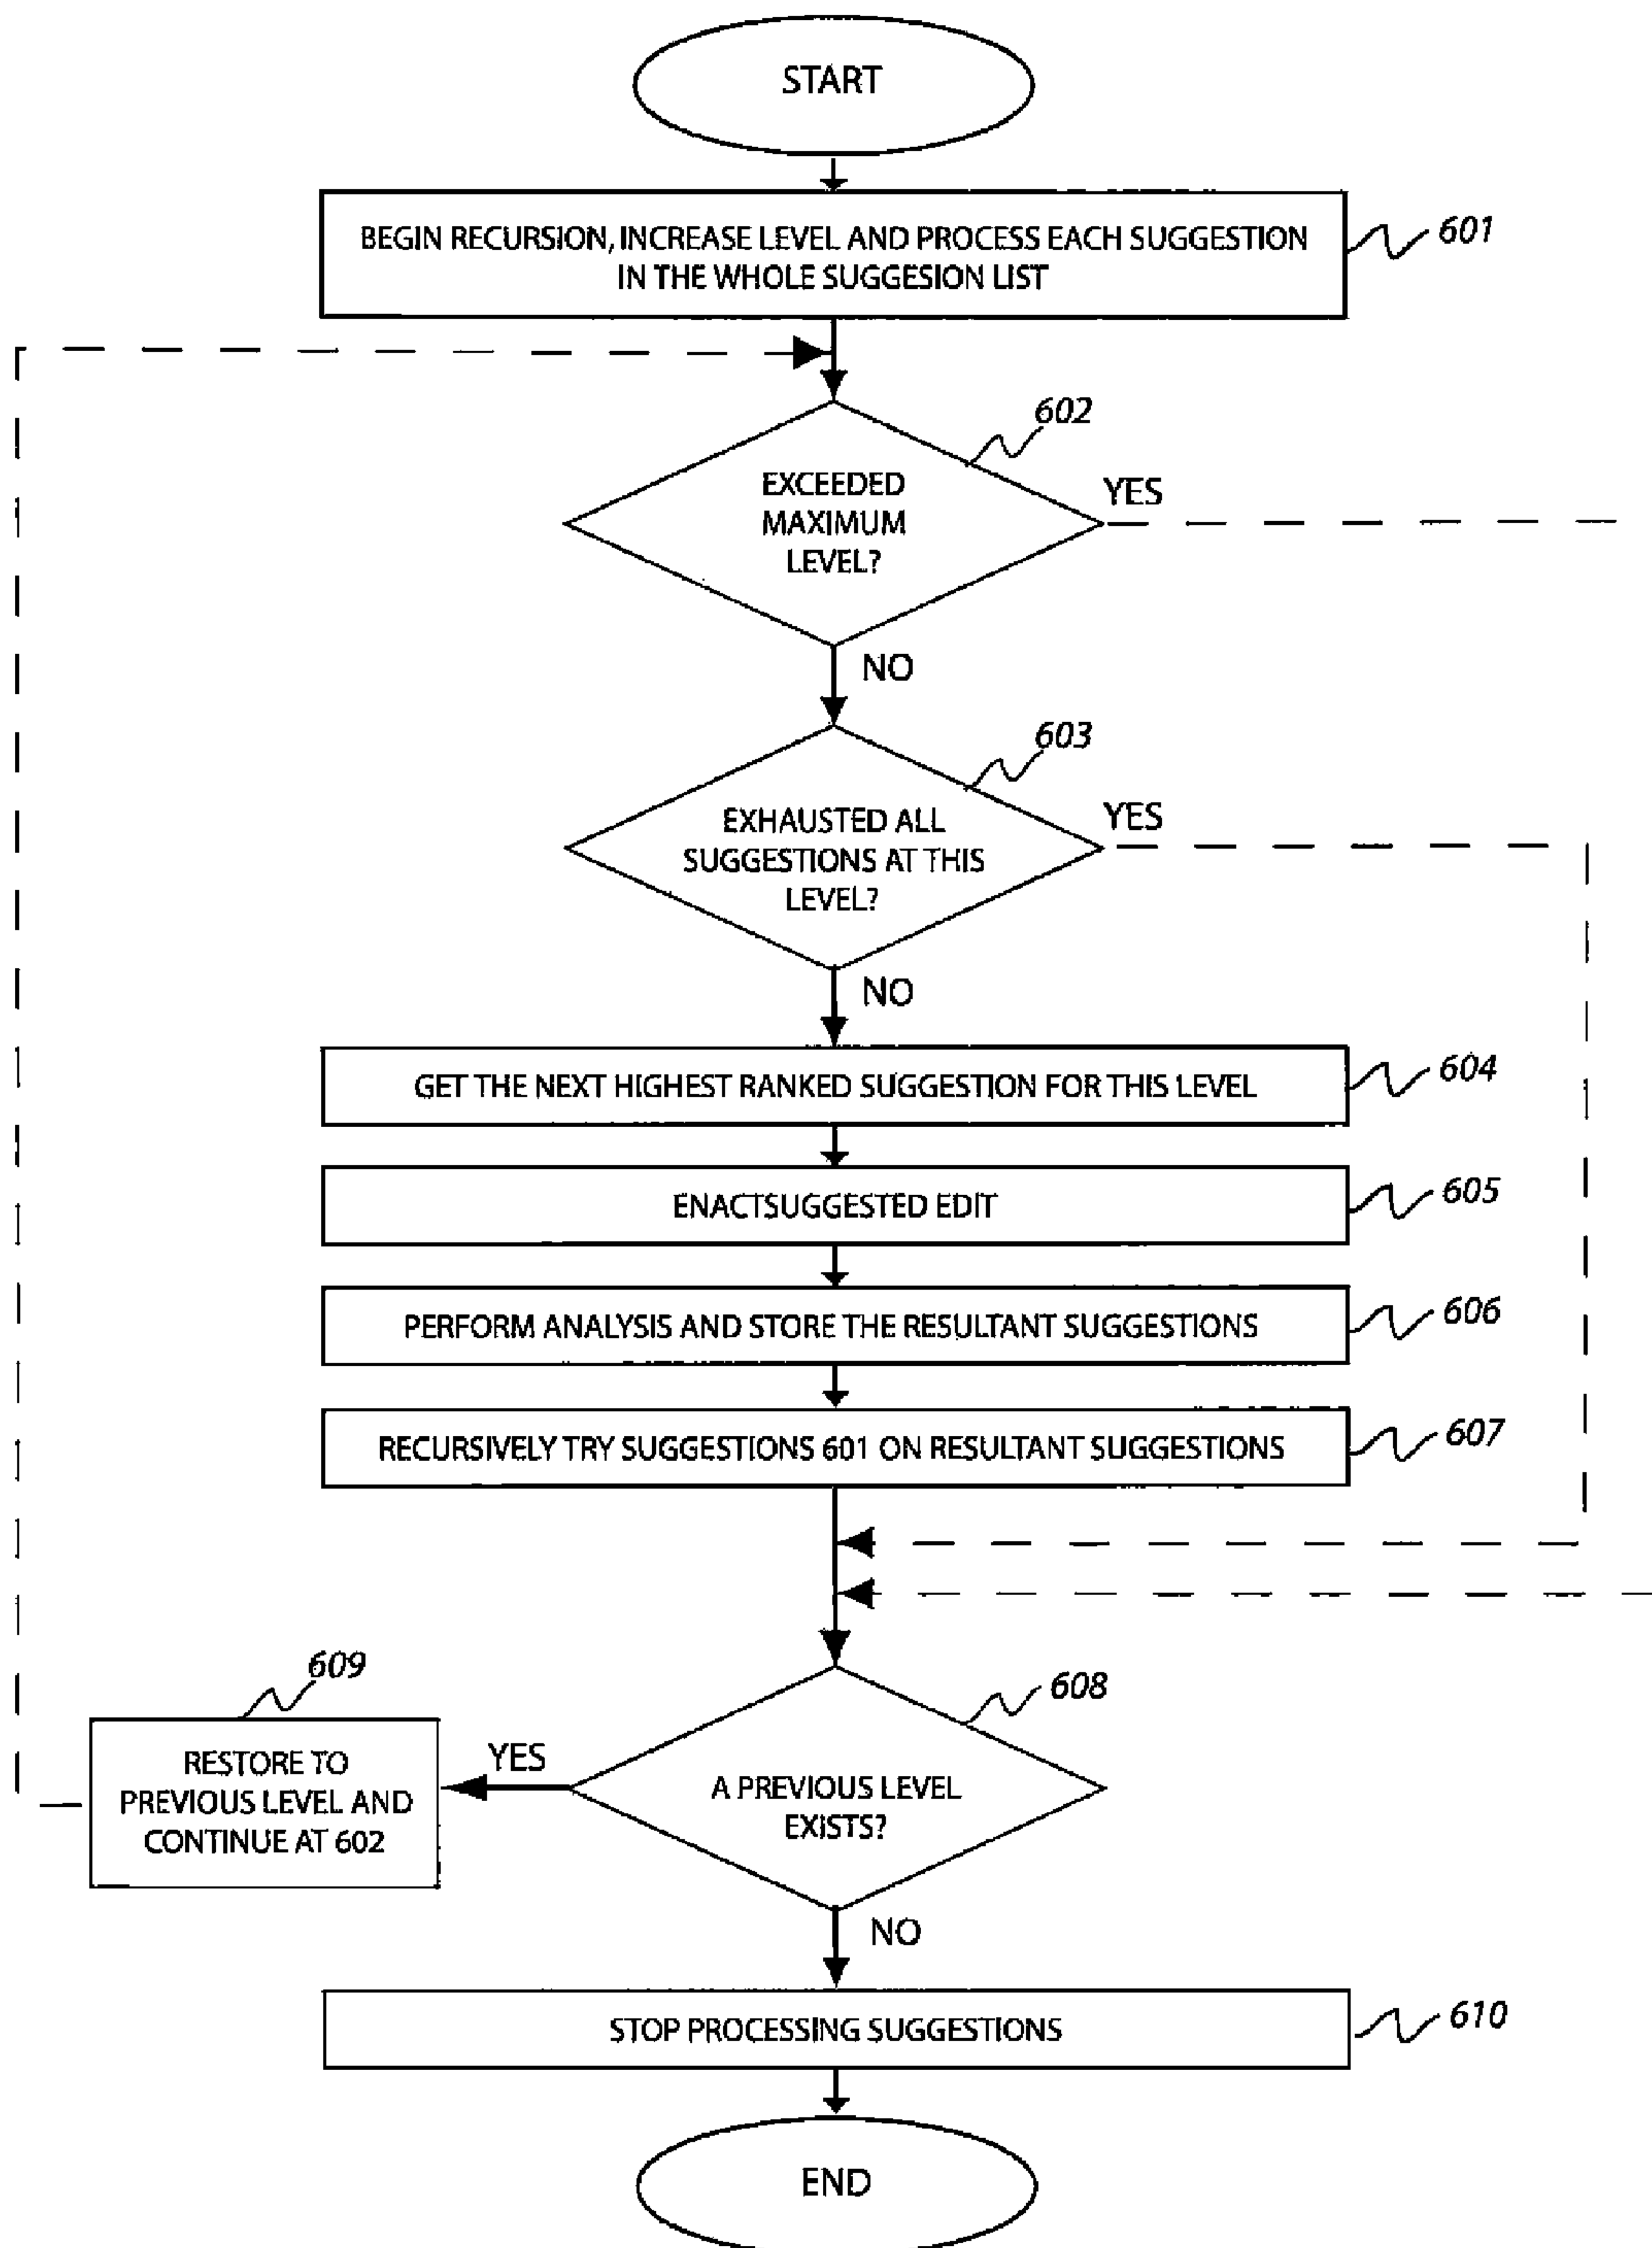 START
BEGIN RECURSION, INCREASE LEVEL AND PROCESS EACH SUGGESTION
IN THE WHOLE SUGGESION LIST
601
602
EXCEEDED
MAXIMUM
LEVEL?
YES
NO
603
EXHAUSTED ALL
SUGGESTIONS AT THIS
LEVEL?
YES
NO
GET THE NEXT HIGHEST RANKED SUGGESTION FOR THIS LEVEL
604
ENACTSUGGESTED EDIT
605
PERFORM ANALYSIS AND STORE THE RESULTANT SUGGESTIONS
606
RECURSIVELY TRY SUGGESTIONS 601 ON RESULTANT SUGGESTIONS
607
609
RESTORE TO
PREVIOUS LEVEL AND
CONTINUE AT 602
YES
608
A PREVIOUS LEVEL
EXISTS?
NO
STOP PROCESSING SUGGESTIONS
610
END